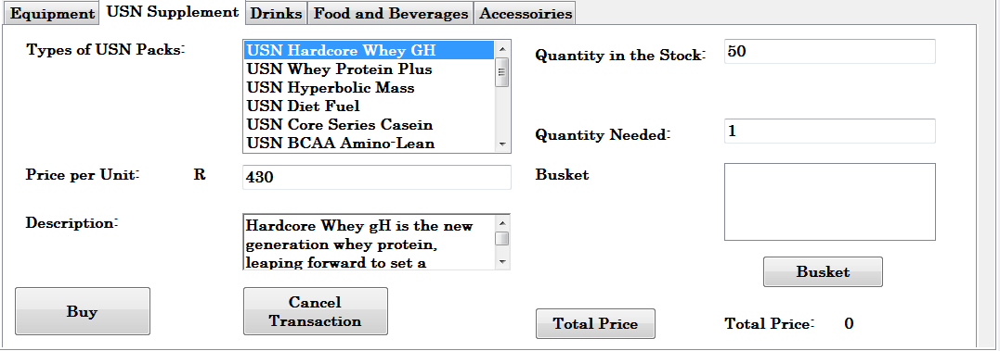 Equipment USN Supplement Drinks Food and Beverages Accessoiries
Types of USN Packs:
USN Hardcore Whey GH
USN Whey Protein Plus
USN Hyperbolic Mass
USN Diet Fuel
USN Core Series Casein
USN BCAA Amino-Lean
Quantity in the Stock: 50
Quantity Needed: 1
Price per Unit: R 430
Busket
Description:
Hardcore Whey gH is the new
generation whey protein,
leaping forward to set a
Busket
Buy
Cancel
Transaction
Total Price
Total Price: 0